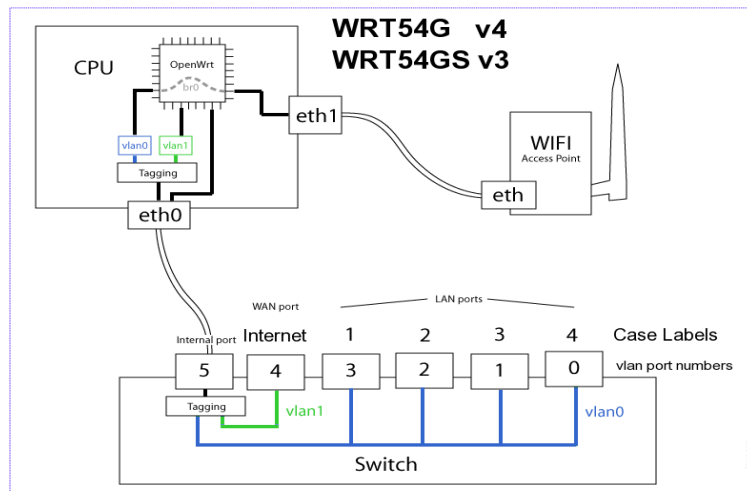 WRT54G v4
WRT54GS v3
CPU
OpenWrt
br0
vlan0
vlan1
Tagging
eth0
eth1
WIFI
Access Point
eth
WAN port
LAN ports
Internal port
Internet
1
2
3
4
Case Labels
5
4
3
2
1
0
vlan port numbers
Tagging
vlan1
vlan0
Switch